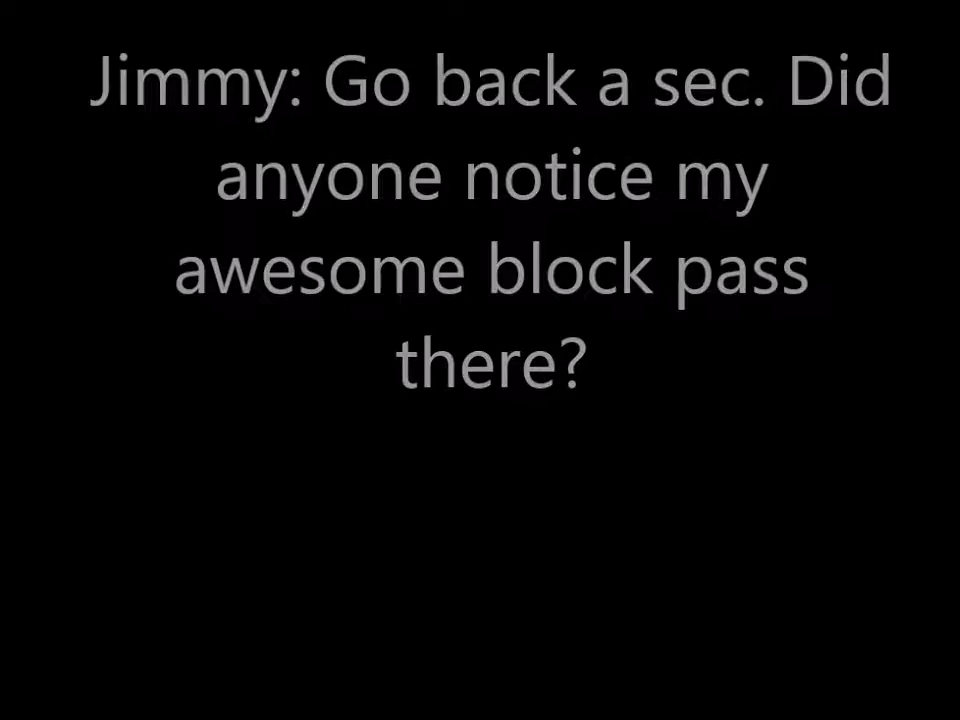 Jimmy: Go back a sec. Did
anyone notice my
awesome block pass
there?